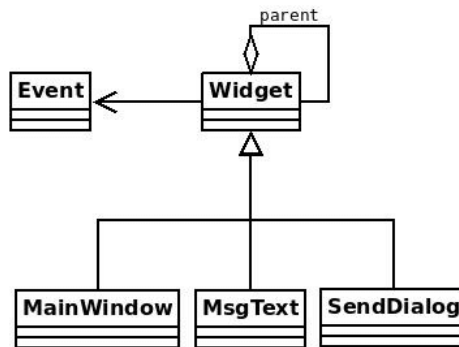 parent
Event
Widget
MainWindow
MsgText
SendDialog